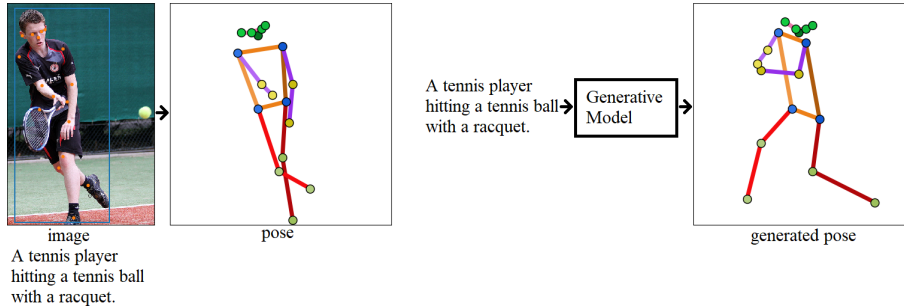 image
A tennis player
hitting a tennis ball
with a racquet.
pose
A tennis player
hitting a tennis ball
with a racquet.
Generative
Model
generated pose